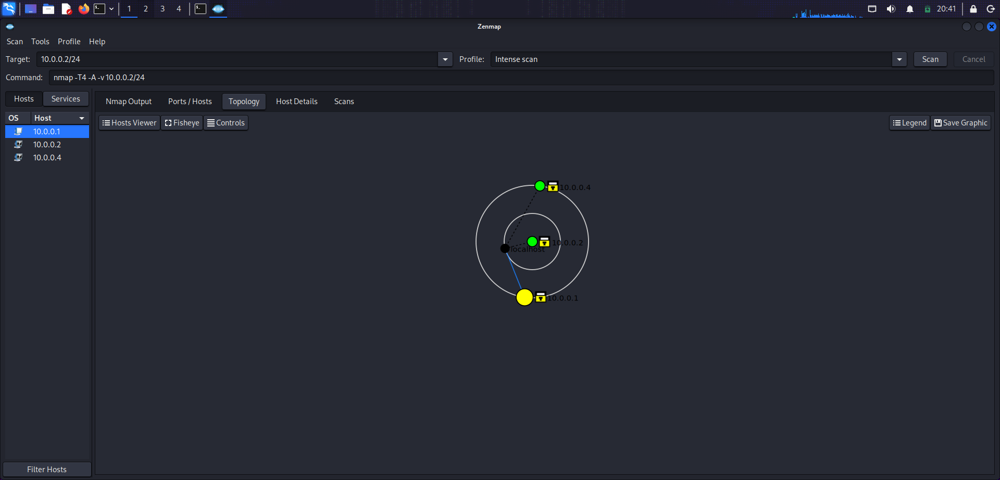 1 2 3 4 20:41
Zenmap
Scan Tools Profile Help
Target: 10.0.0.2/24 Profile: Intense scan Scan Cancel
Command: nmap -T4 -A -v 10.0.0.2/24
Hosts Services Nmap Output Ports / Hosts Topology Host Details Scans
OS Host Hosts Viewer Fisheye Controls Legend Save Graphic
10.0.0.1
10.0.0.2
10.0.0.4
10.0.0.4
10.0.0.2
localhost
10.0.0.1
Filter Hosts